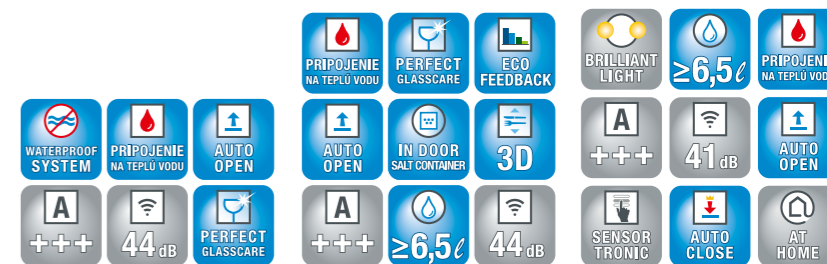 WATERPROOF
SYSTEM
PRIPOJENIE
NA TEPLÚ VODU
AUTO
OPEN
A
+++
44 dB
PERFECT
GLASSCARE
PRIPOJENIE
NA TEPLÚ VODU
PERFECT
GLASSCARE
ECO
FEEDBACK
AUTO
OPEN
IN DOOR
SALT CONTAINER
3D
A
+++
≥6,5ℓ
44 dB
BRILLIANT
LIGHT
≥6,5ℓ
PRIPOJENIE
NA TEPLÚ VODU
A
+++
41 dB
AUTO
OPEN
SENSOR
TRONIC
AUTO
CLOSE
AT
HOME